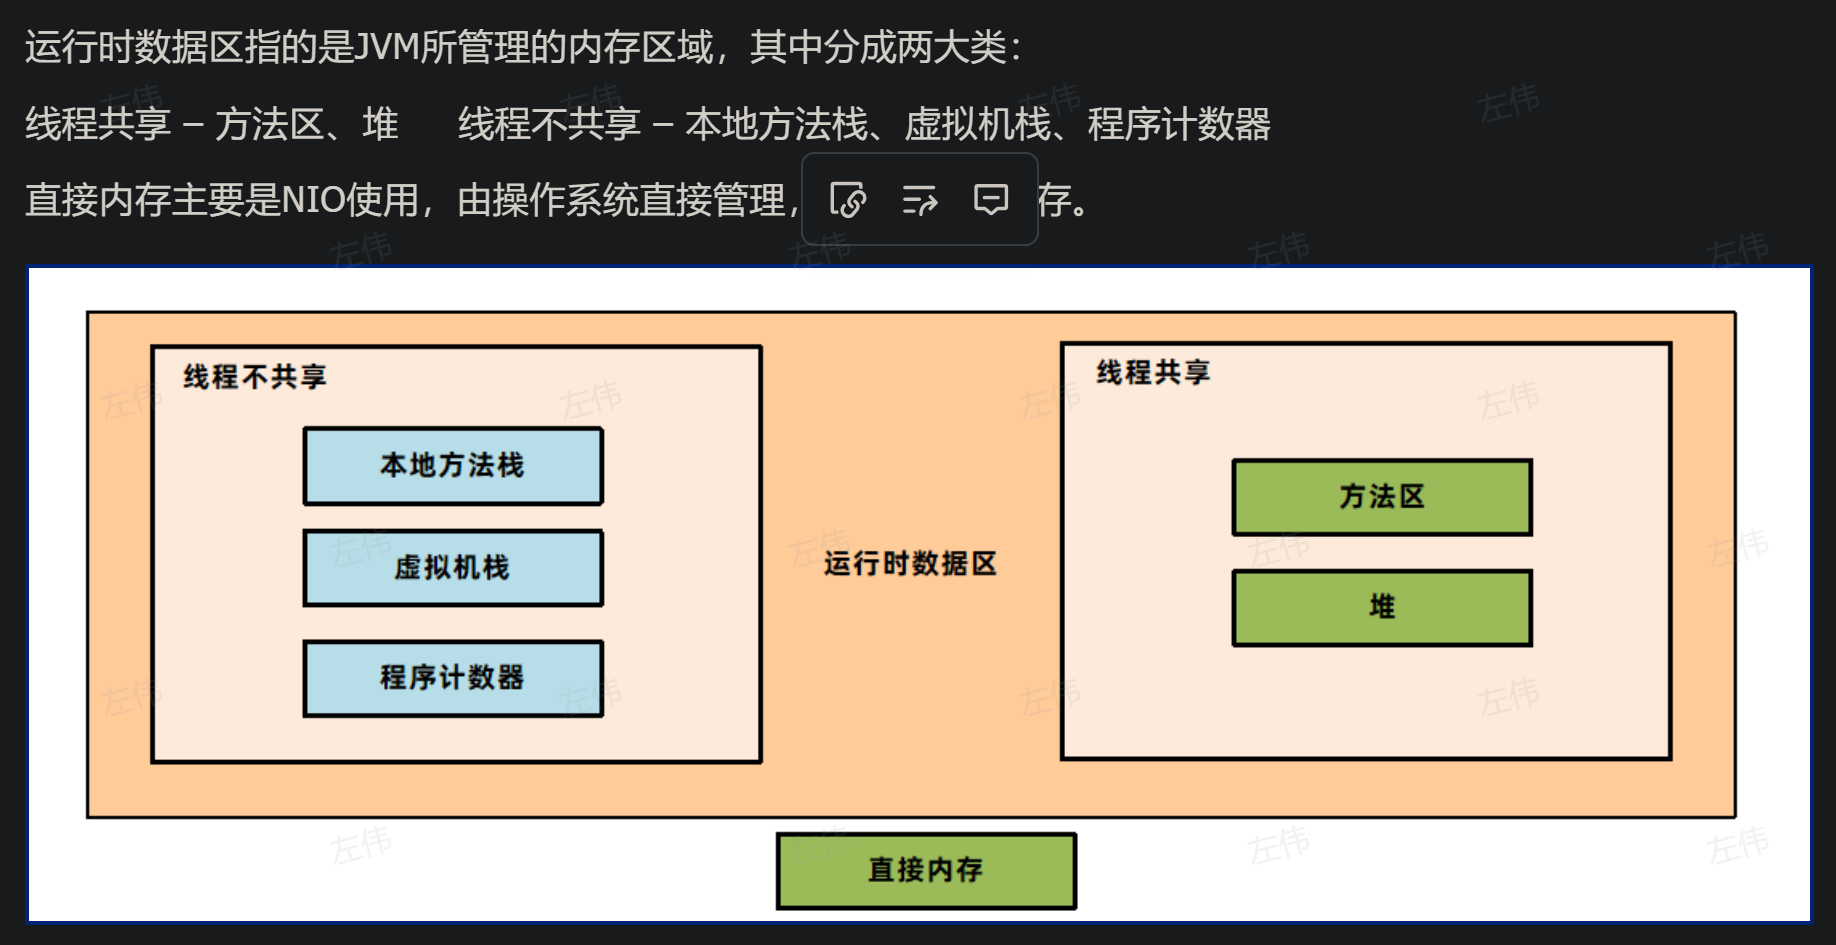 运行时数据区指的是JVM所管理的内存区域，其中分成两大类：
线程共享 – 方法区、堆 线程不共享 – 本地方法栈、虚拟机栈、程序计数器
直接内存主要是NIO使用，由操作系统直接管理， 存。
线程不共享
本地方法栈
虚拟机栈
程序计数器
运行时数据区
线程共享
方法区
堆
直接内存
左伟